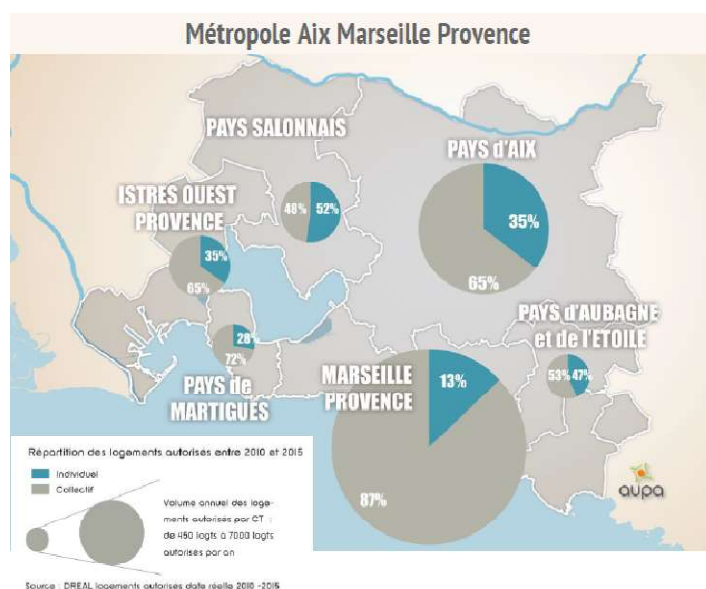 Métropole Aix Marseille Provence
PAYS SALONNAIS
48% 52%
PAYS d'AIX
35%
65%
ISTRES OUEST
PROVENCE
35%
65%
28%
72%
PAYS de
MARTIGUES
PAYS d'AUBAGNE
et de l'ETOILE
53% 47%
MARSEILLE
PROVENCE
13%
87%
aupa
Répartition des logements autorisés entre 2010 et 2015
Individuel
Collectif
Volume annuel des loge-
ments autorisés par CT :
de 450 logts à 7000 logts
autorisés par an
Source : DREAL logements autorisés date réelle 2010 -2015